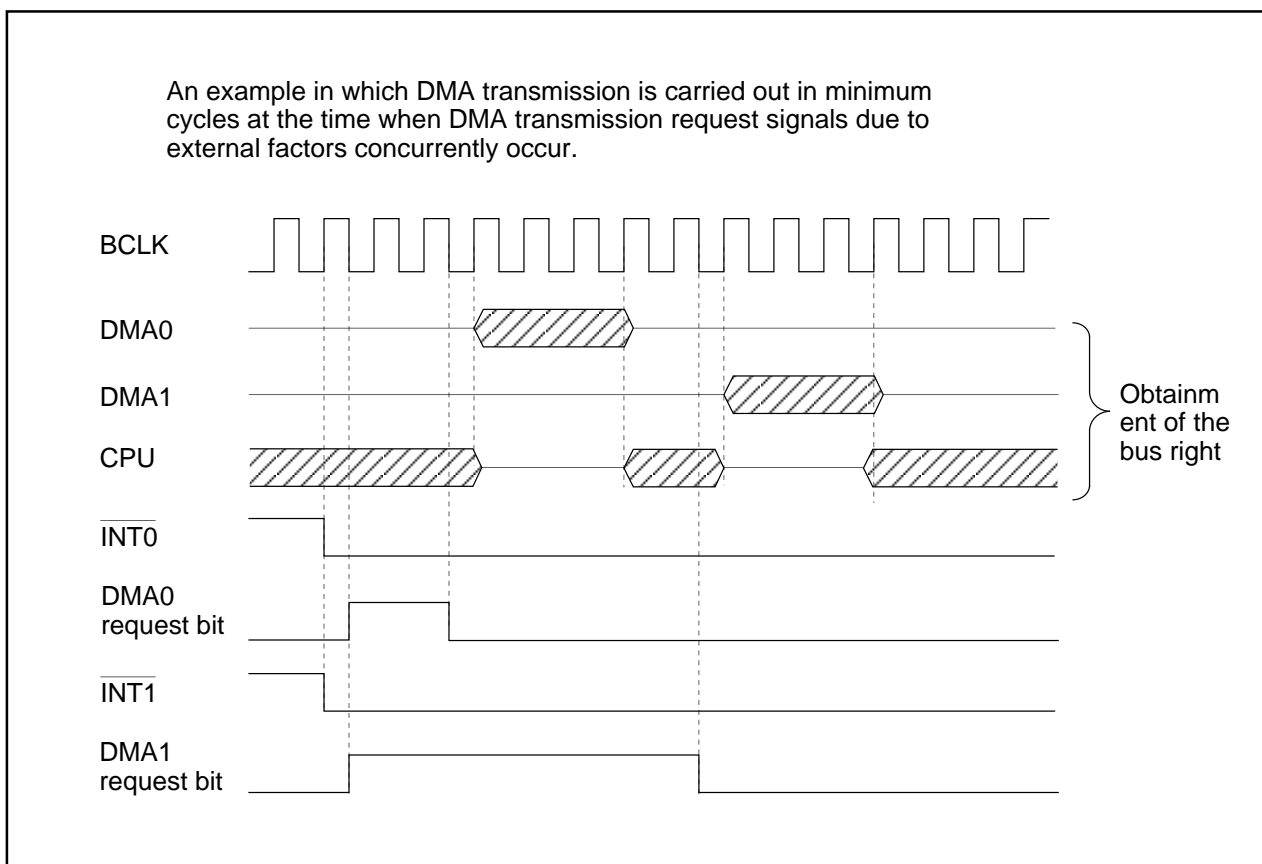 An example in which DMA transmission is carried out in minimum
cycles at the time when DMA transmission request signals due to
external factors concurrently occur.
BCLK
DMA0
DMA1
CPU
Obtainm
ent of the
bus right
INT0
DMA0
request bit
INT1
DMA1
request bit